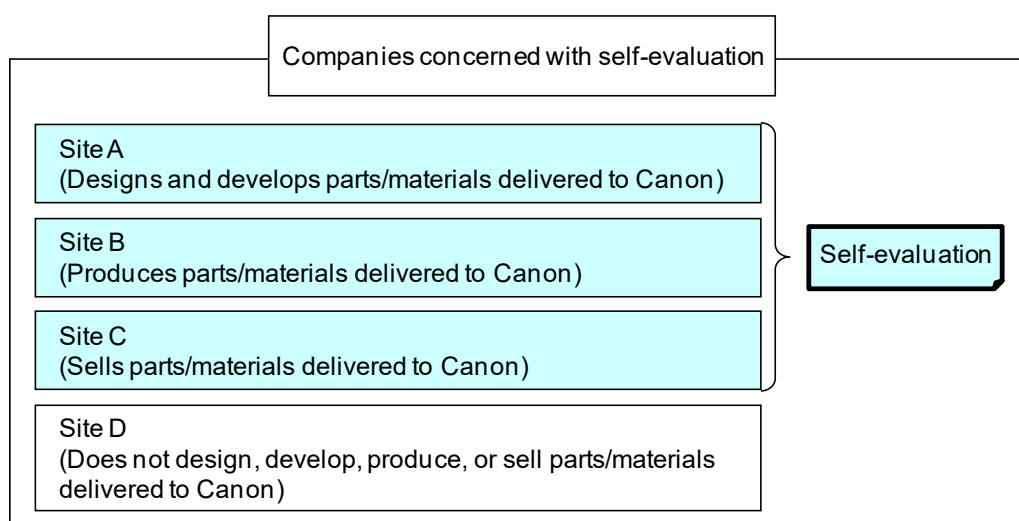 Companies concerned with self-evaluation
Site A
(Designs and develops parts/materials delivered to Canon)
Site B
(Produces parts/materials delivered to Canon)
Self-evaluation
Site C
(Sells parts/materials delivered to Canon)
Site D
(Does not design, develop, produce, or sell parts/materials
delivered to Canon)